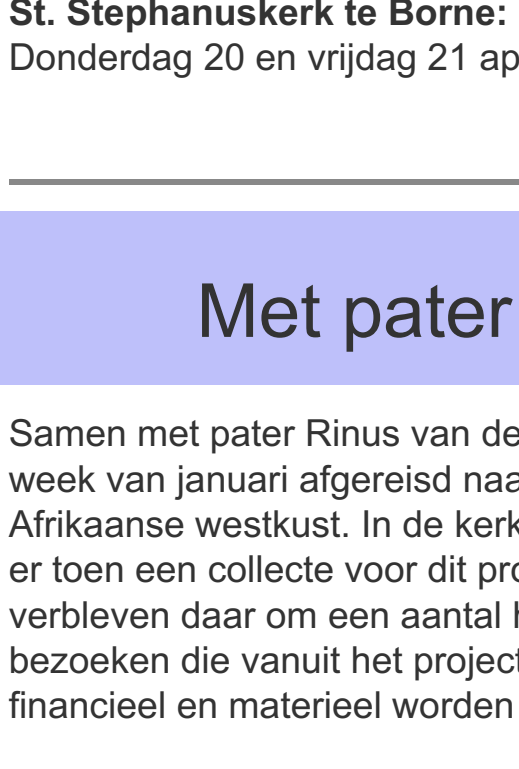 St. Stephanuskerk te Borne:
Donderdag 20 en vrijdag 21 ap
Met pater
Samen met pater Rinus van de
week van januari afgereisd naa
Afrikaanse westkust. In de kerk
er toen een collecte voor dit pro
verbleven daar om een aantal h
bezoeken die vanuit het project
financieel en materieel worden